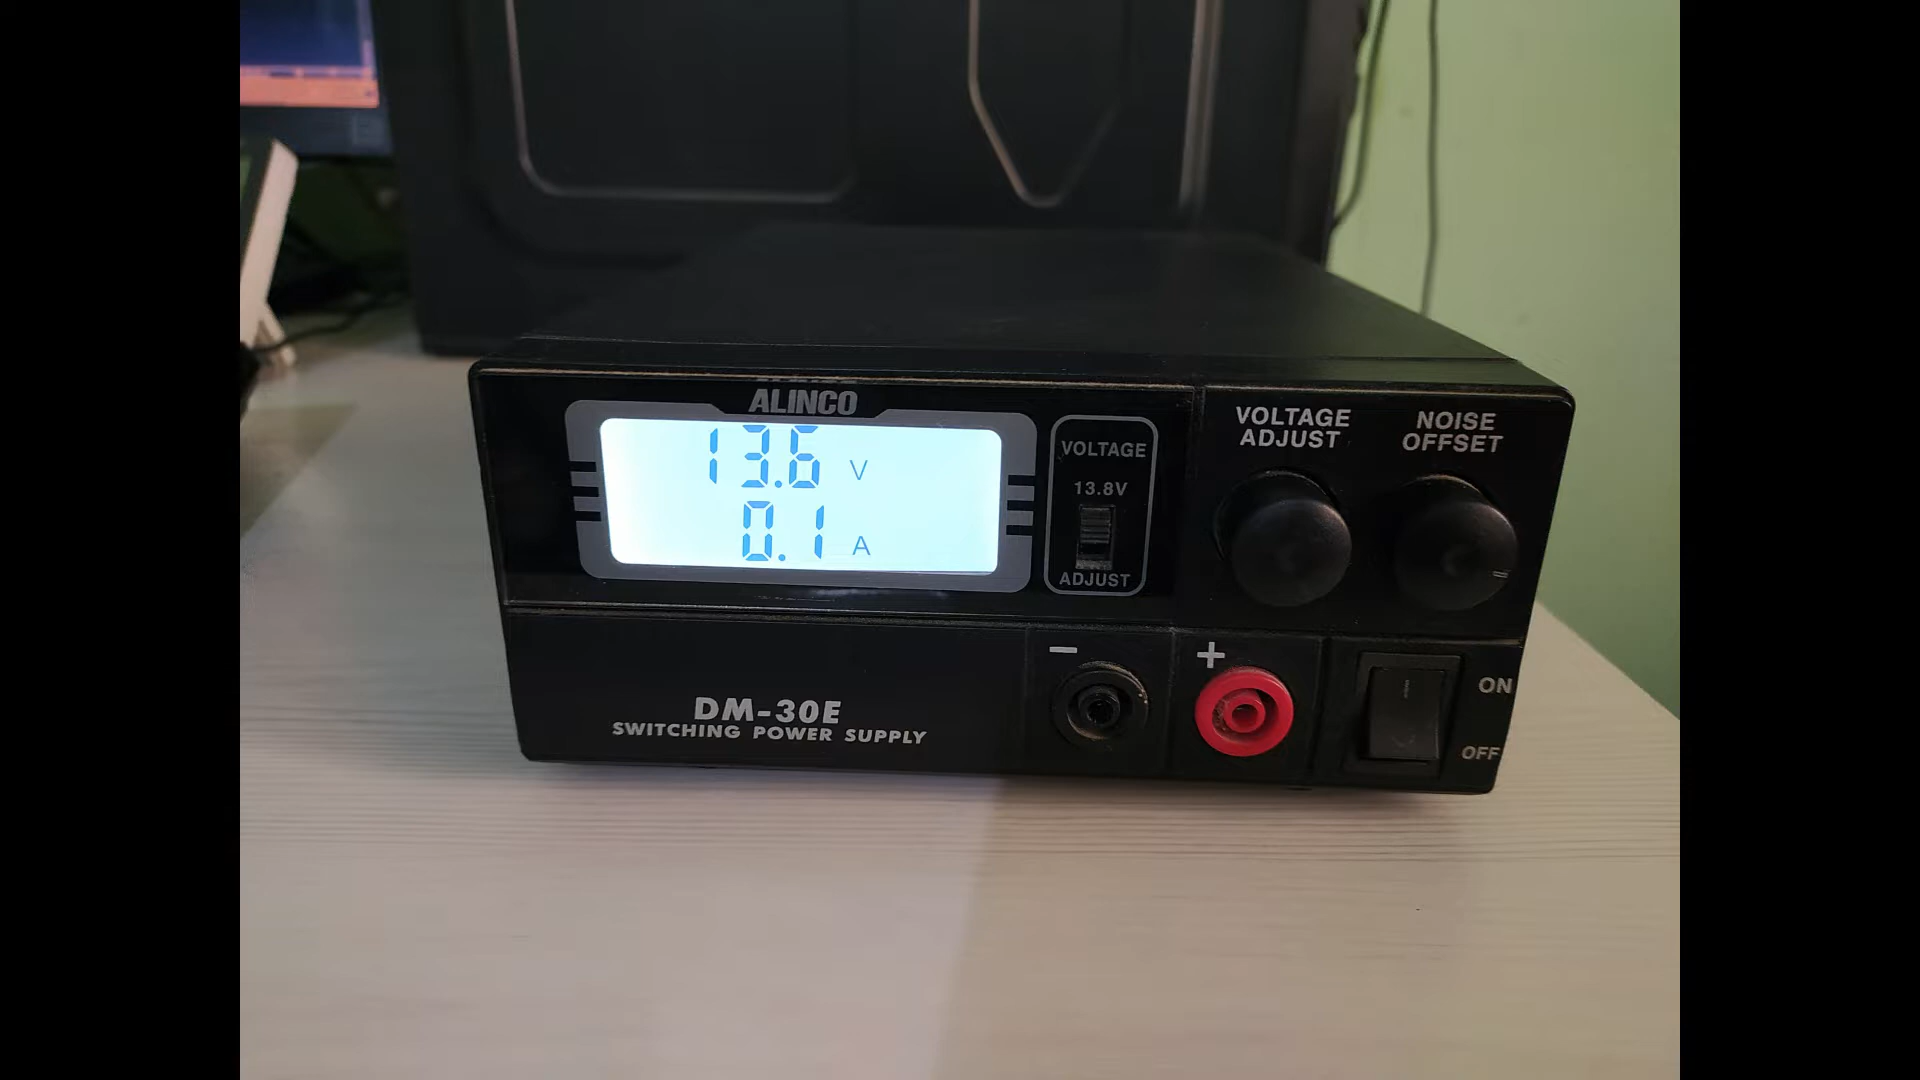 ALINCO
13.6 V
0.1 A
VOLTAGE
13.8V
ADJUST
VOLTAGE
ADJUST
NOISE
OFFSET
DM-30E
SWITCHING POWER SUPPLY
−
+
ON
OFF